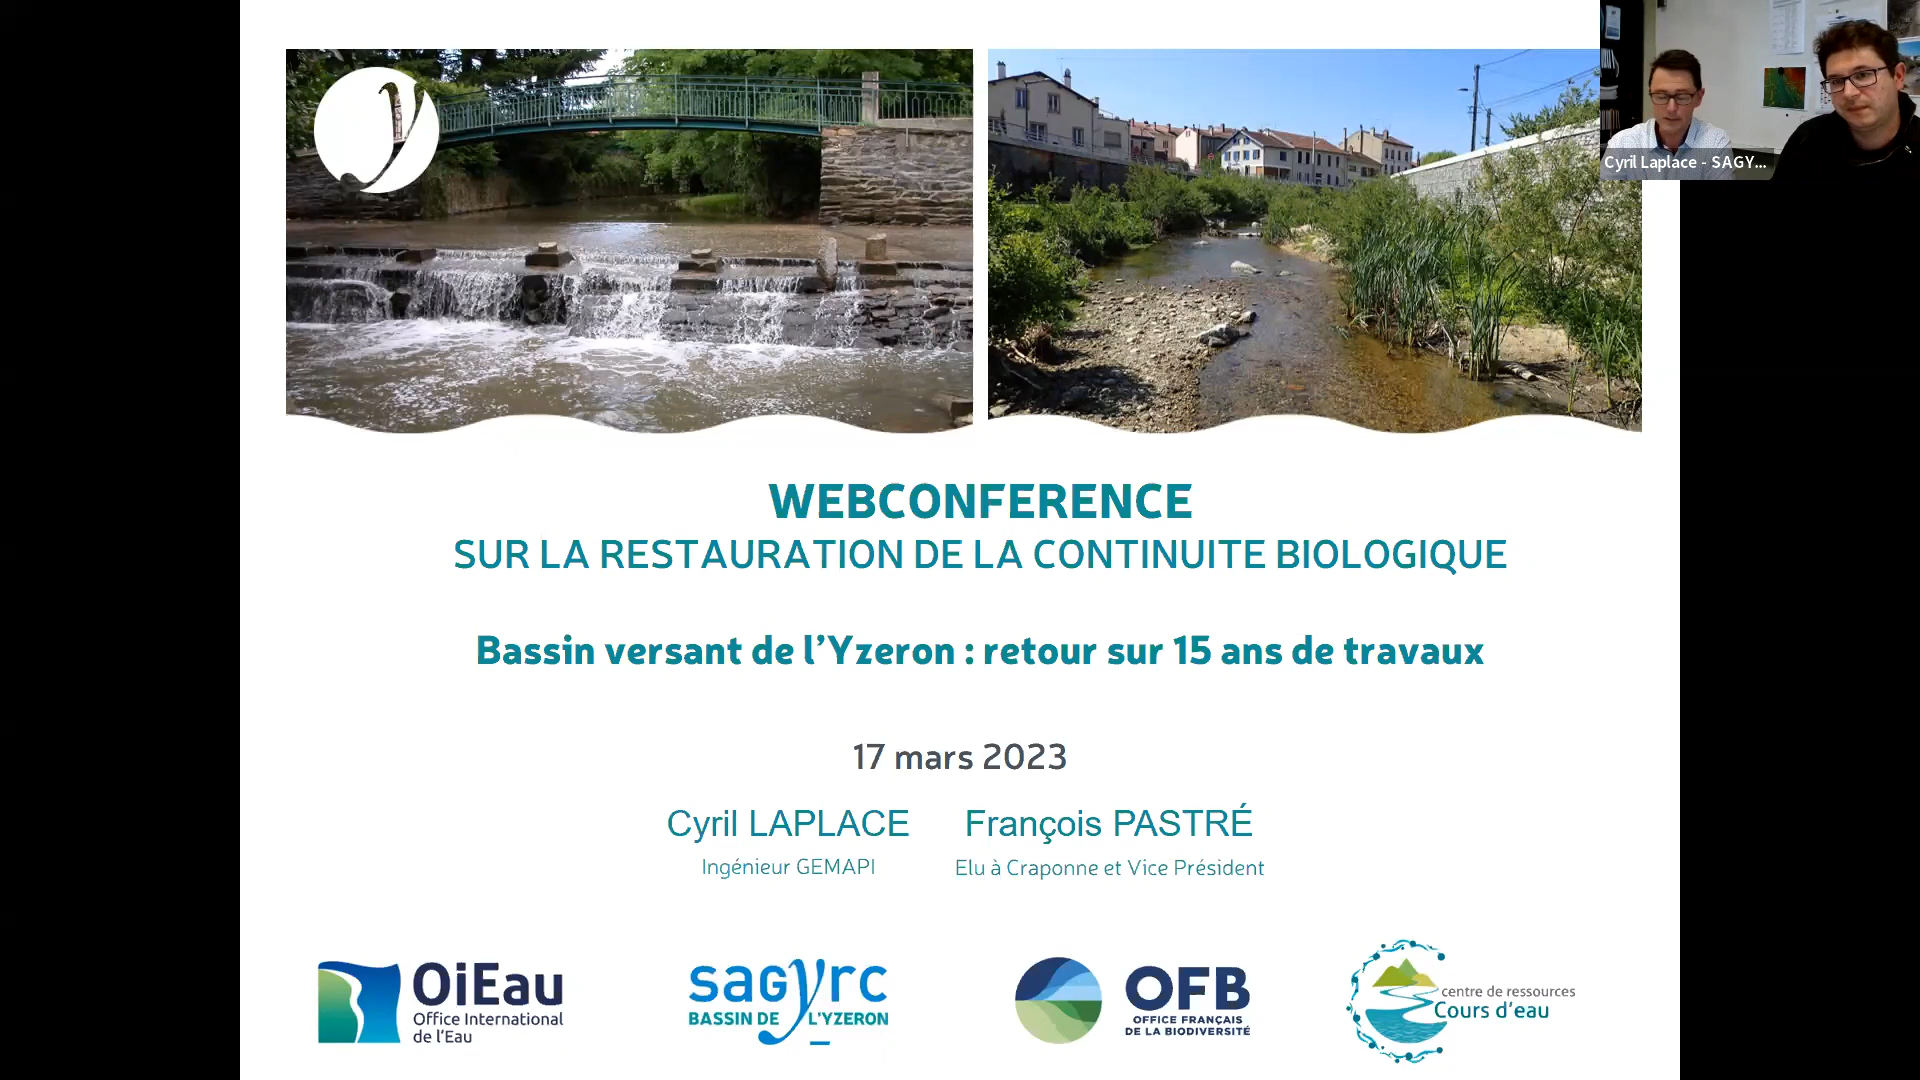 Cyril Laplace - SAGY...
WEBCONFERENCE
SUR LA RESTAURATION DE LA CONTINUITE BIOLOGIQUE
Bassin versant de l'Yzeron : retour sur 15 ans de travaux
17 mars 2023
Cyril LAPLACE
Ingénieur GEMAPI
François PASTRÉ
Elu à Craponne et Vice Président
OiEau
Office International
de l'Eau
sagyrc
BASSIN DE L'YZERON
OFB
OFFICE FRANÇAIS
DE LA BIODIVERSITÉ
centre de ressources
Cours d'eau